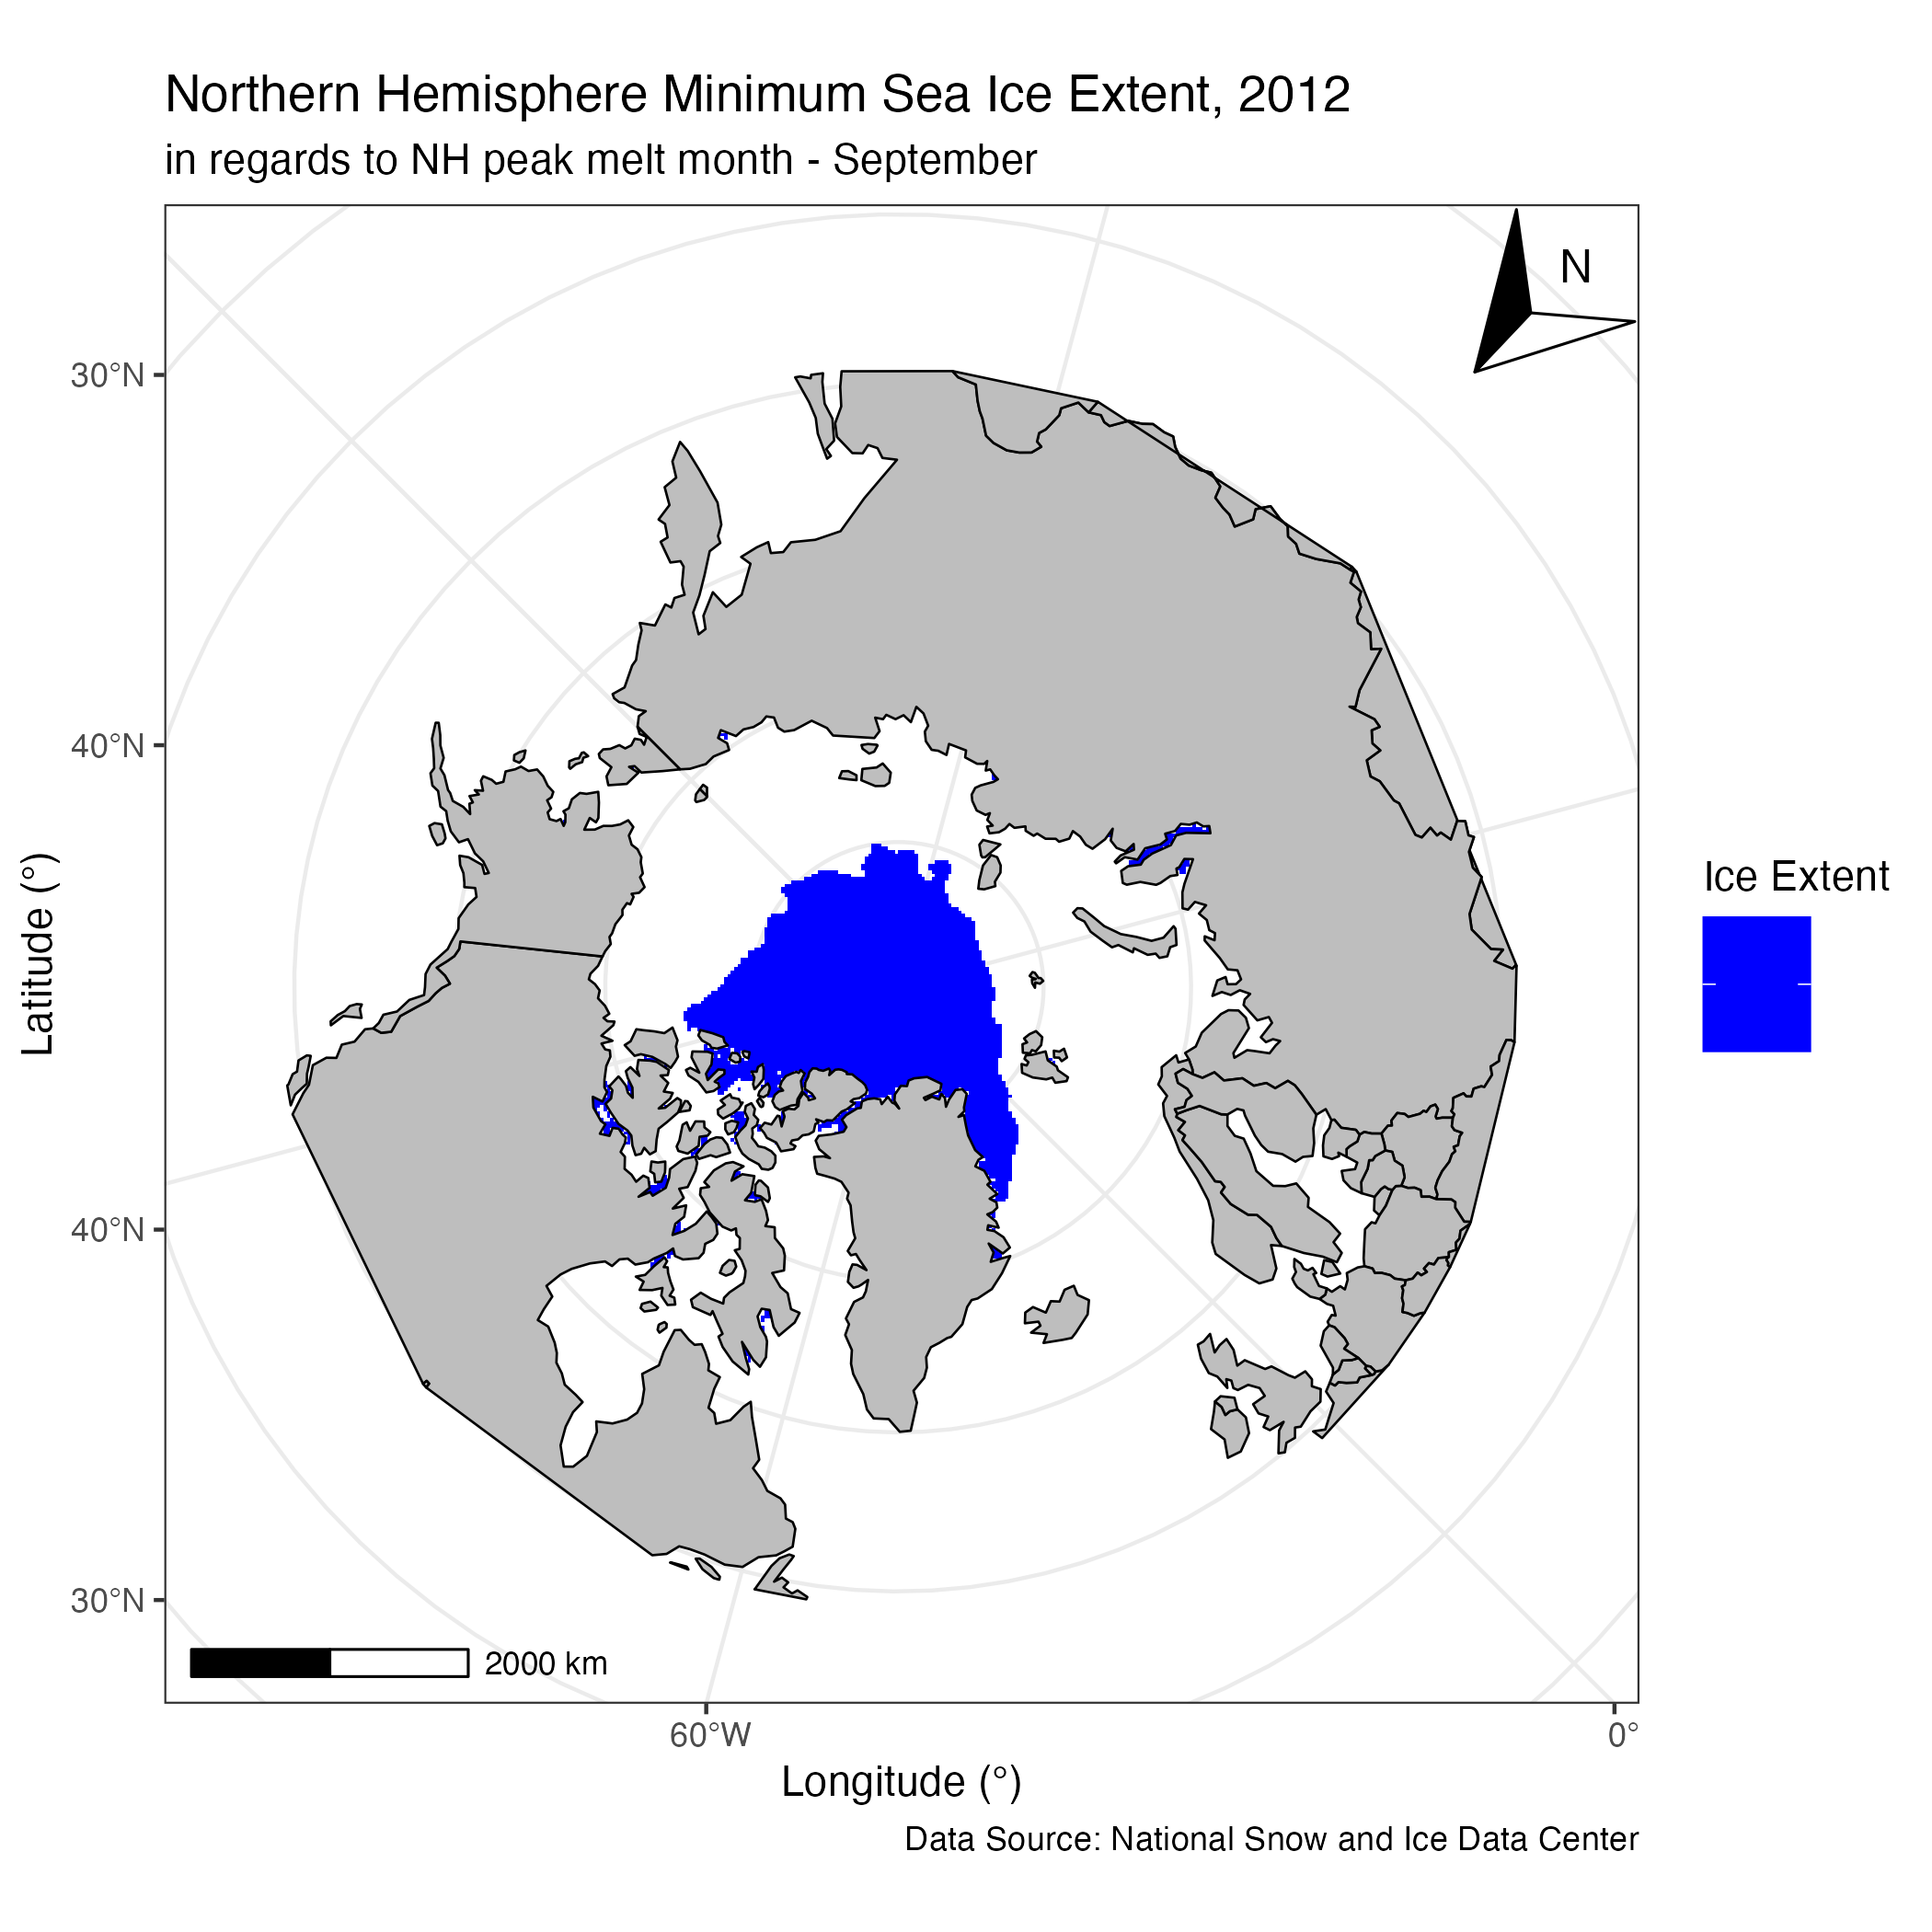 Northern Hemisphere Minimum Sea Ice Extent, 2012
in regards to NH peak melt month - September
N
30°N
40°N
40°N
30°N
Latitude (°)
Ice Extent
2000 km
60°W
0°
Longitude (°)
Data Source: National Snow and Ice Data Center